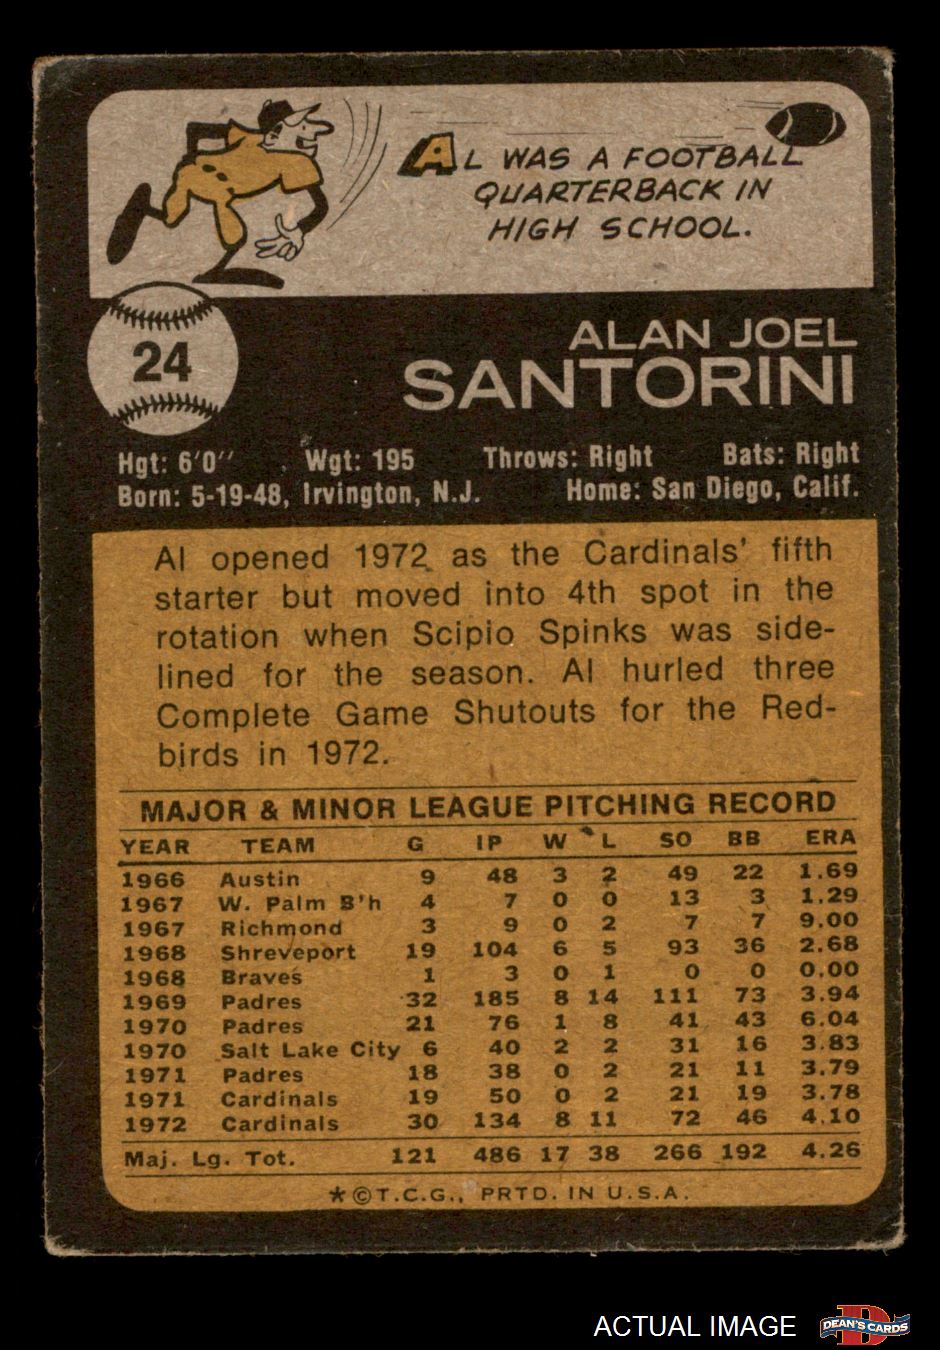 AL WAS A FOOTBALL
QUARTERBACK IN
HIGH SCHOOL.
24
ALAN JOEL
SANTORINI
Hgt: 6'0'' Wgt: 195 Throws: Right Bats: Right
Born: 5-19-48, Irvington, N.J. Home: San Diego, Calif.
Al opened 1972 as the Cardinals' fifth
starter but moved into 4th spot in the
rotation when Scipio Spinks was side-
lined for the season. Al hurled three
Complete Game Shutouts for the Red-
birds in 1972.
MAJOR & MINOR LEAGUE PITCHING RECORD
YEAR TEAM G IP W L SO BB ERA
1966 Austin 9 48 3 2 49 22 1.69
1967 W. Palm B'h 4 7 0 0 13 3 1.29
1967 Richmond 3 9 0 2 7 7 9.00
1968 Shreveport 19 104 6 5 93 36 2.68
1968 Braves 1 3 0 1 0 0 0.00
1969 Padres 32 185 8 14 111 73 3.94
1970 Padres 21 76 1 8 41 43 6.04
1970 Salt Lake City 6 40 2 2 31 16 3.83
1971 Padres 18 38 0 2 21 11 3.79
1971 Cardinals 19 50 0 2 21 19 3.78
1972 Cardinals 30 134 8 11 72 46 4.10
Maj. Lg. Tot. 121 486 17 38 266 192 4.26
*©T.C.G., PRTD. IN U.S.A.
ACTUAL IMAGE
D
DEAN'S CARDS